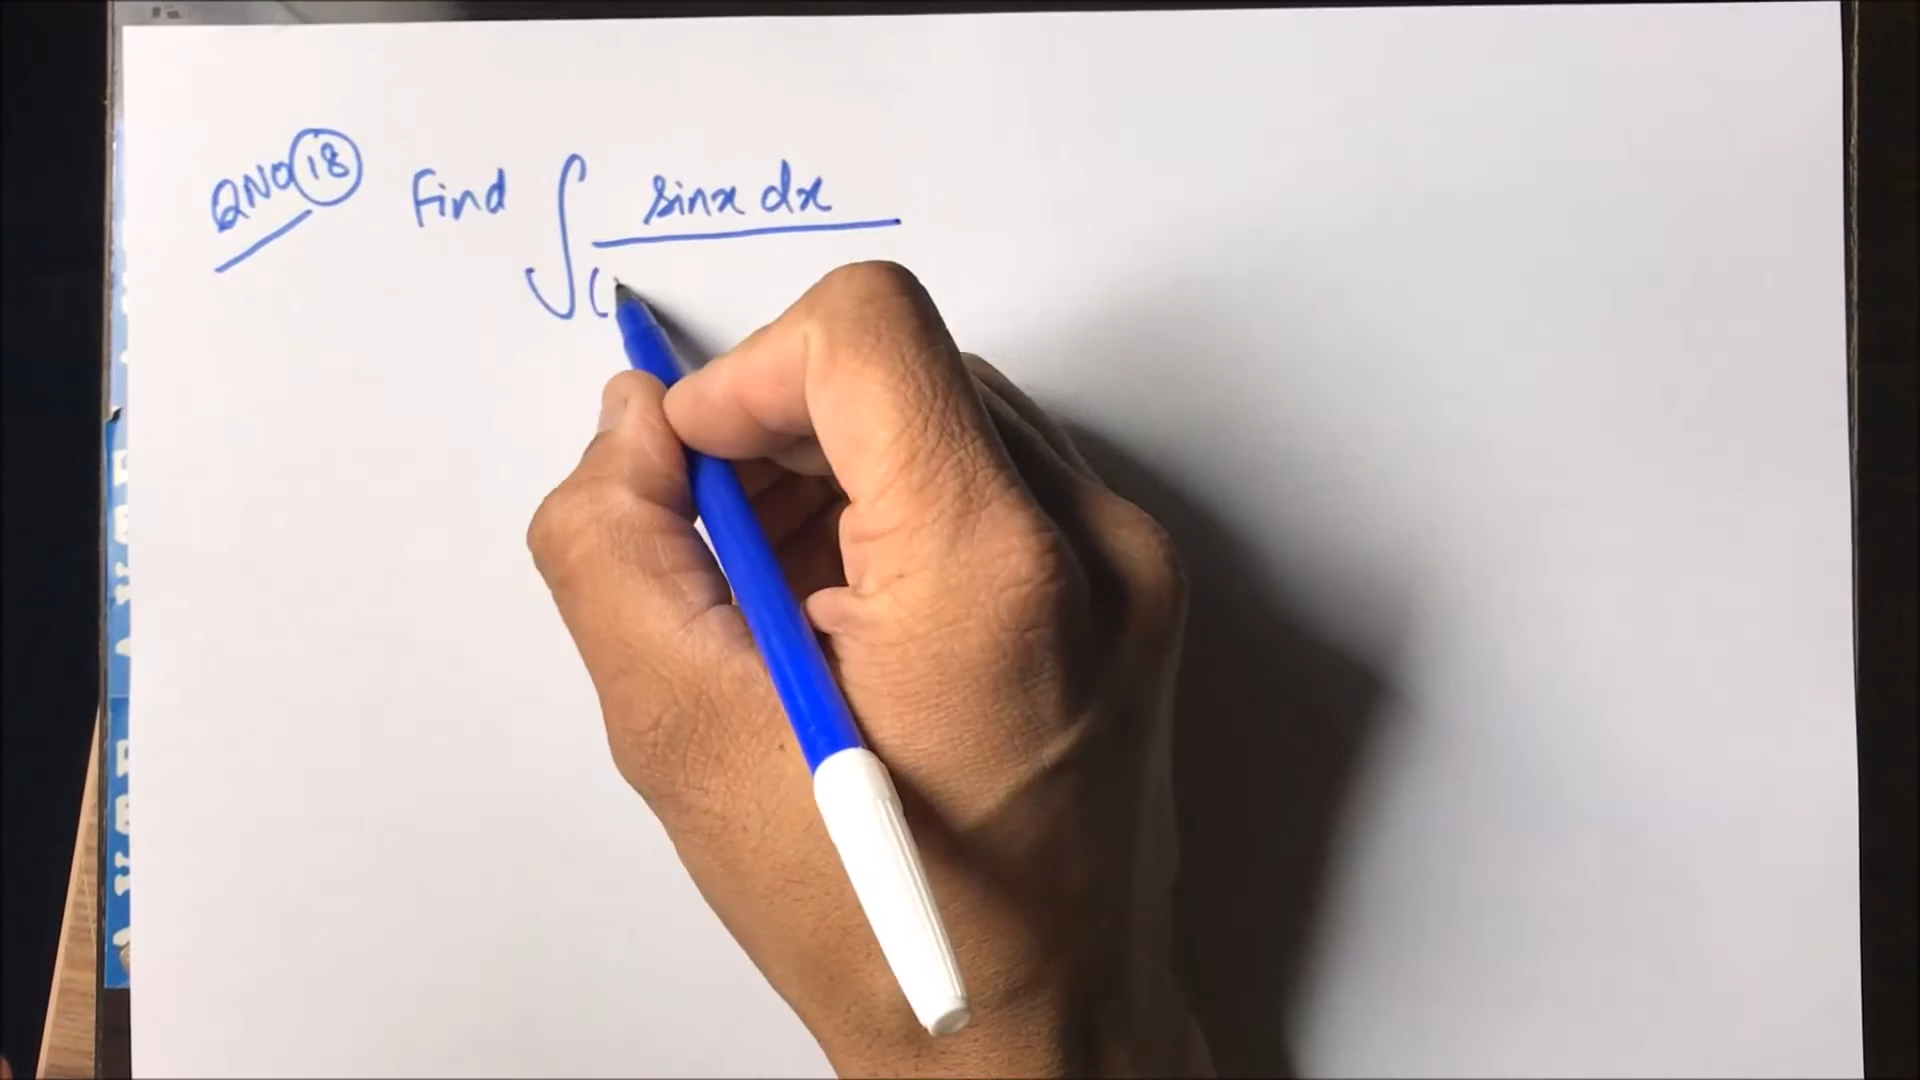 QNO 18 Find ∫ sinx dx
(